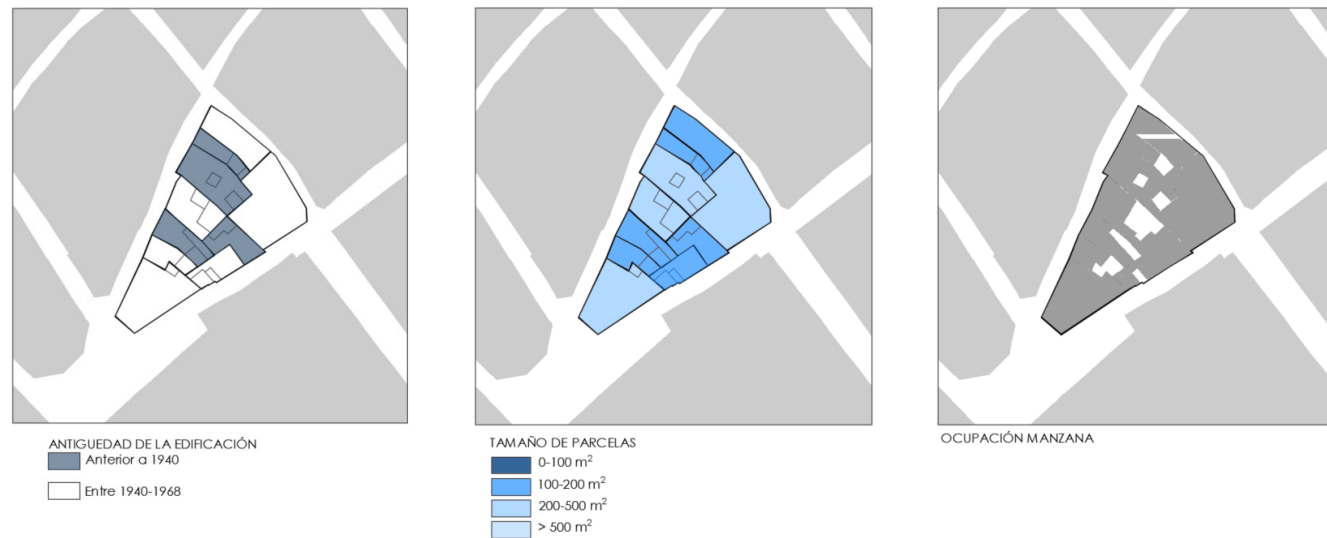 ANTIGUEDAD DE LA EDIFICACIÓN
Anterior a 1940
Entre 1940-1968
TAMAÑO DE PARCELAS
0-100 m²
100-200 m²
200-500 m²
> 500 m²
OCUPACIÓN MANZANA